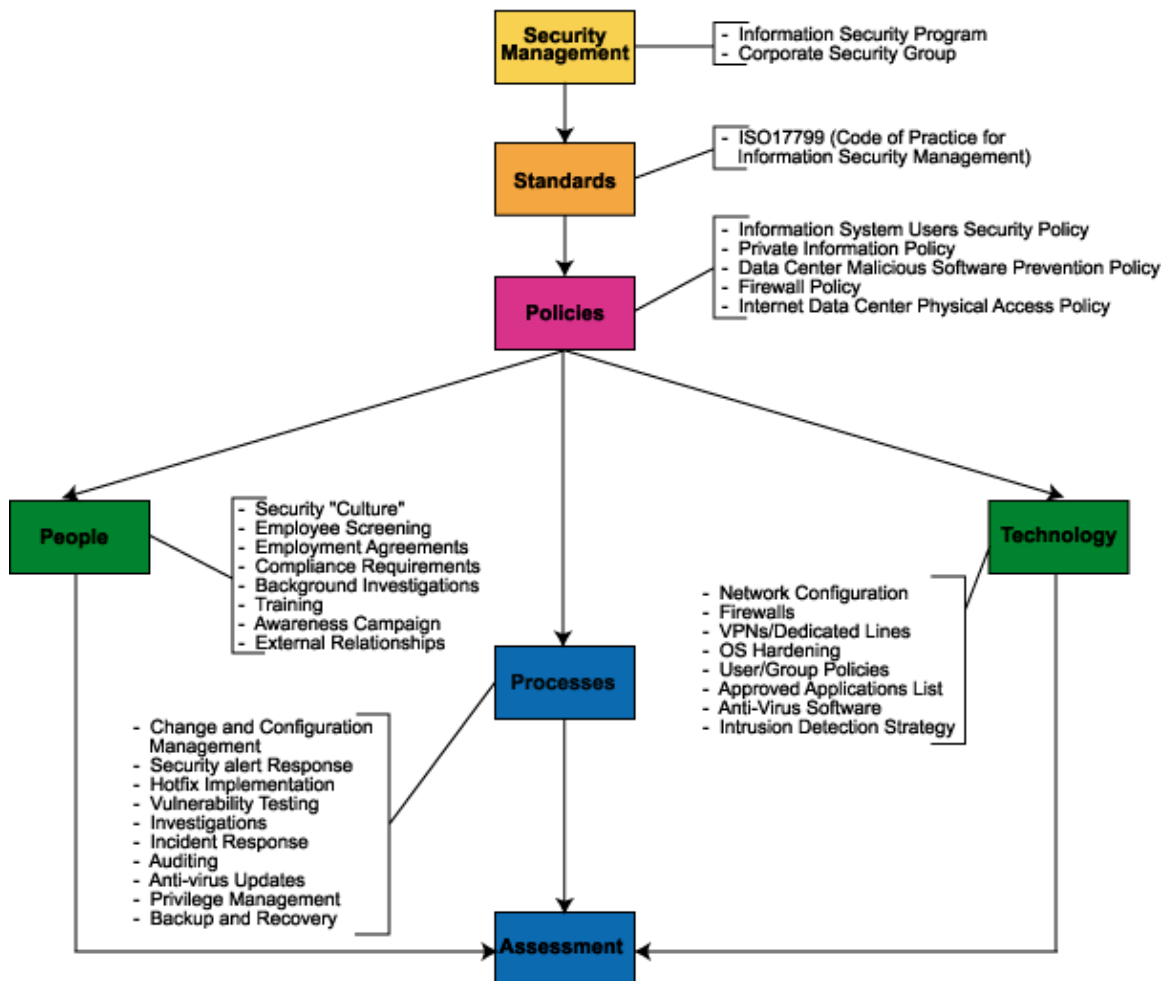 Security
Management
- Information Security Program
- Corporate Security Group
Standards
- ISO17799 (Code of Practice for
Information Security Management)
Policies
- Information System Users Security Policy
- Private Information Policy
- Data Center Malicious Software Prevention Policy
- Firewall Policy
- Internet Data Center Physical Access Policy
People
- Security "Culture"
- Employee Screening
- Employment Agreements
- Compliance Requirements
- Background Investigations
- Training
- Awareness Campaign
- External Relationships
Technology
- Network Configuration
- Firewalls
- VPNs/Dedicated Lines
- OS Hardening
- User/Group Policies
- Approved Applications List
- Anti-Virus Software
- Intrusion Detection Strategy
Processes
- Change and Configuration
Management
- Security alert Response
- Hotfix Implementation
- Vulnerability Testing
- Investigations
- Incident Response
- Auditing
- Anti-virus Updates
- Privilege Management
- Backup and Recovery
Assessment